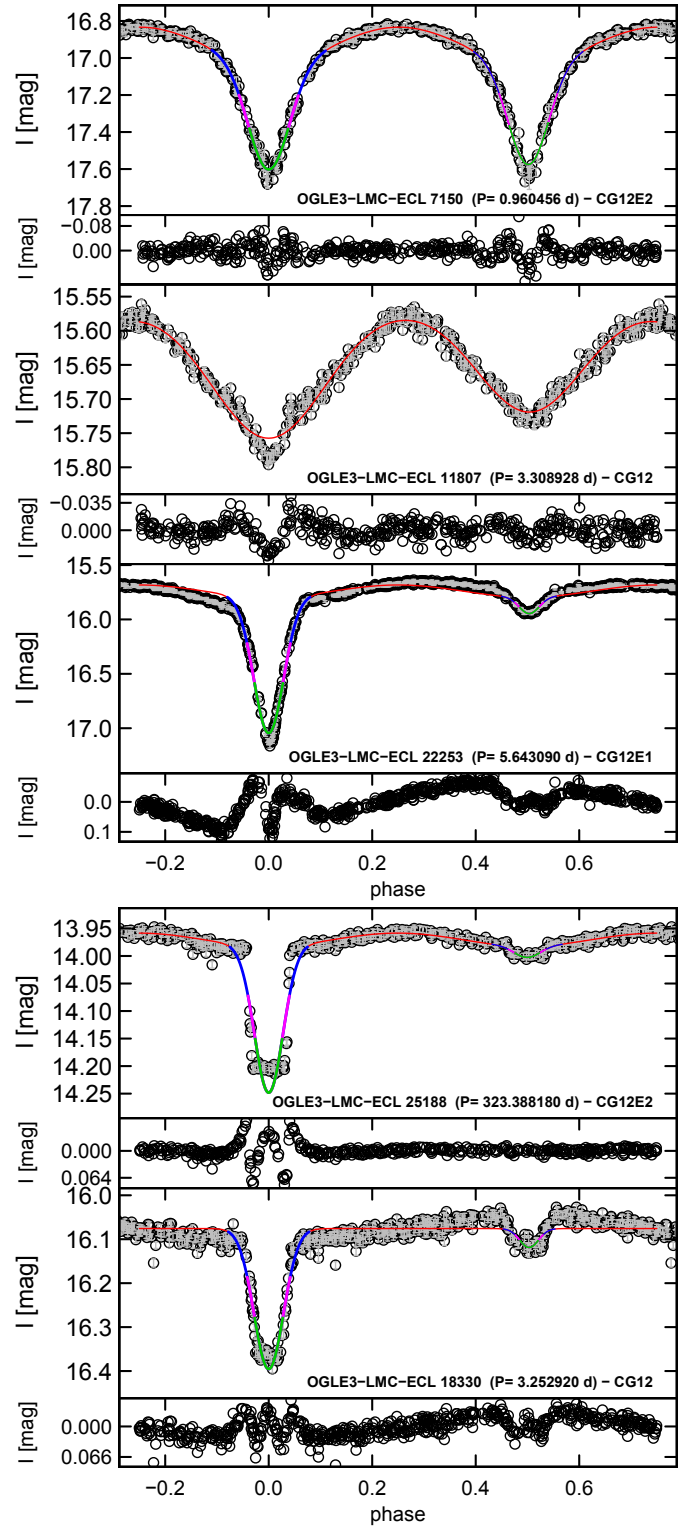 16.8
17.0
17.2
17.4
17.6
17.8
I [mag]
OGLE3−LMC−ECL 7150 (P= 0.960456 d) − CG12E2
−0.08
0.00
I [mag]
15.55
15.60
15.65
15.70
15.75
15.80
I [mag]
OGLE3−LMC−ECL 11807 (P= 3.308928 d) − CG12
−0.035
0.000
I [mag]
15.5
16.0
16.5
17.0
I [mag]
OGLE3−LMC−ECL 22253 (P= 5.643090 d) − CG12E1
0.0
0.1
I [mag]
−0.2 0.0 0.2 0.4 0.6
phase
13.95
14.00
14.05
14.10
14.15
14.20
14.25
I [mag]
OGLE3−LMC−ECL 25188 (P= 323.388180 d) − CG12E2
0.000
0.064
I [mag]
16.0
16.1
16.2
16.3
16.4
I [mag]
OGLE3−LMC−ECL 18330 (P= 3.252920 d) − CG12
0.000
0.066
I [mag]
−0.2 0.0 0.2 0.4 0.6
phase